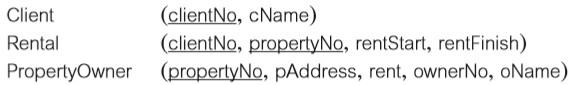 Client (clientNo, cName)
Rental (clientNo, propertyNo, rentStart, rentFinish)
PropertyOwner (propertyNo, pAddress, rent, ownerNo, oName)